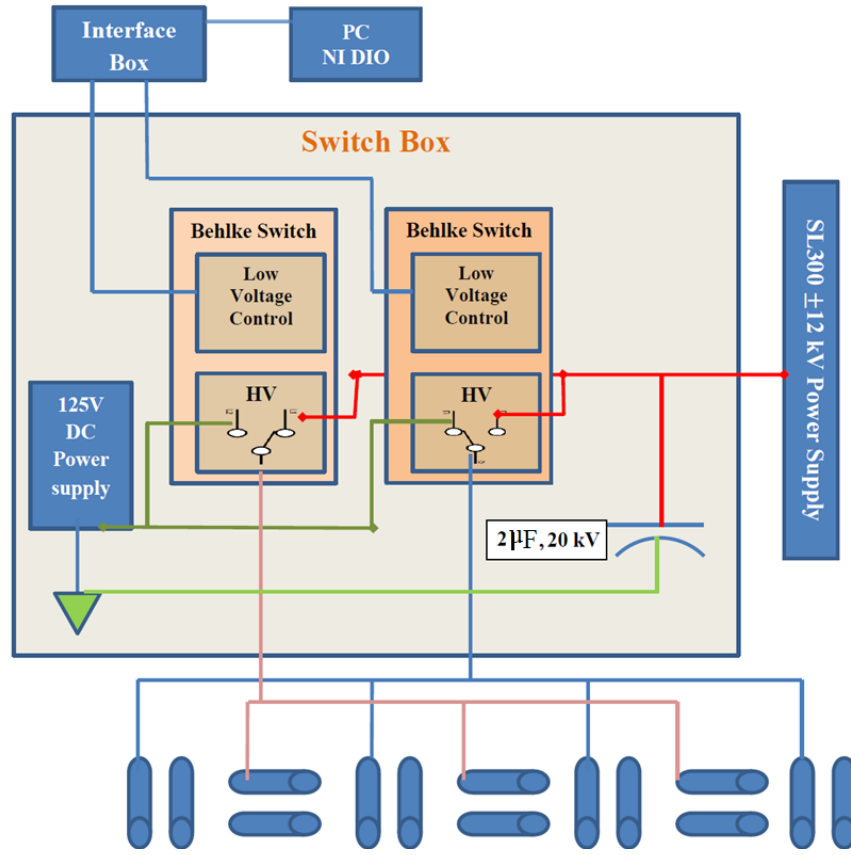 Interface
Box
PC
NI DIO
Switch Box
Behlke Switch
Low
Voltage
Control
HV
Behlke Switch
Low
Voltage
Control
HV
125V
DC
Power
supply
2µF, 20 kV
SL300 ±12 kV Power Supply